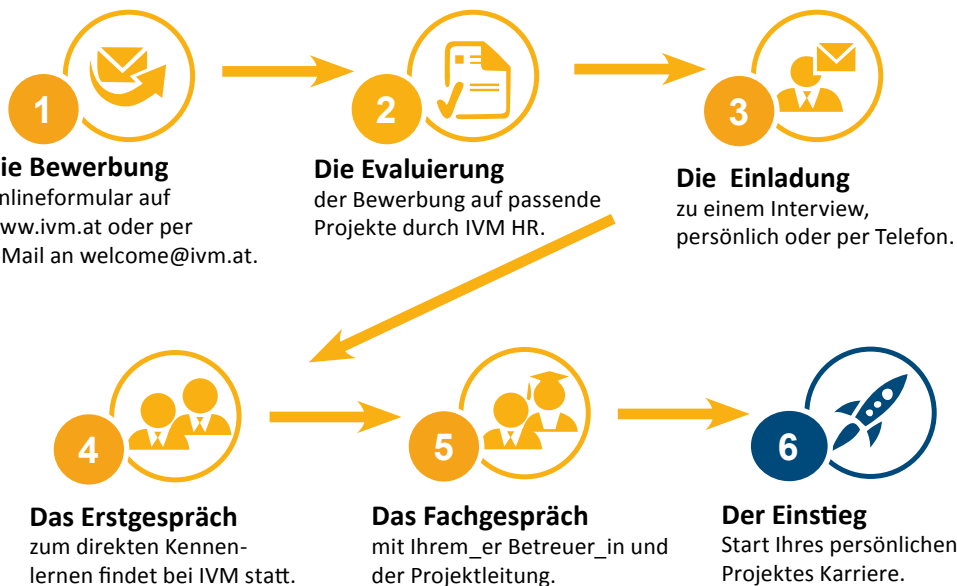 1
ie Bewerbung
nlineformular auf
ww.ivm.at oder per
Mail an welcome@ivm.at.
2
Die Evaluierung
der Bewerbung auf passende
Projekte durch IVM HR.
3
Die Einladung
zu einem Interview,
persönlich oder per Telefon.
4
Das Erstgespräch
zum direkten Kennen-
lernen findet bei IVM statt.
5
Das Fachgespräch
mit Ihrem_er Betreuer_in und
der Projektleitung.
6
Der Einstieg
Start Ihres persönlichen
Projektes Karriere.